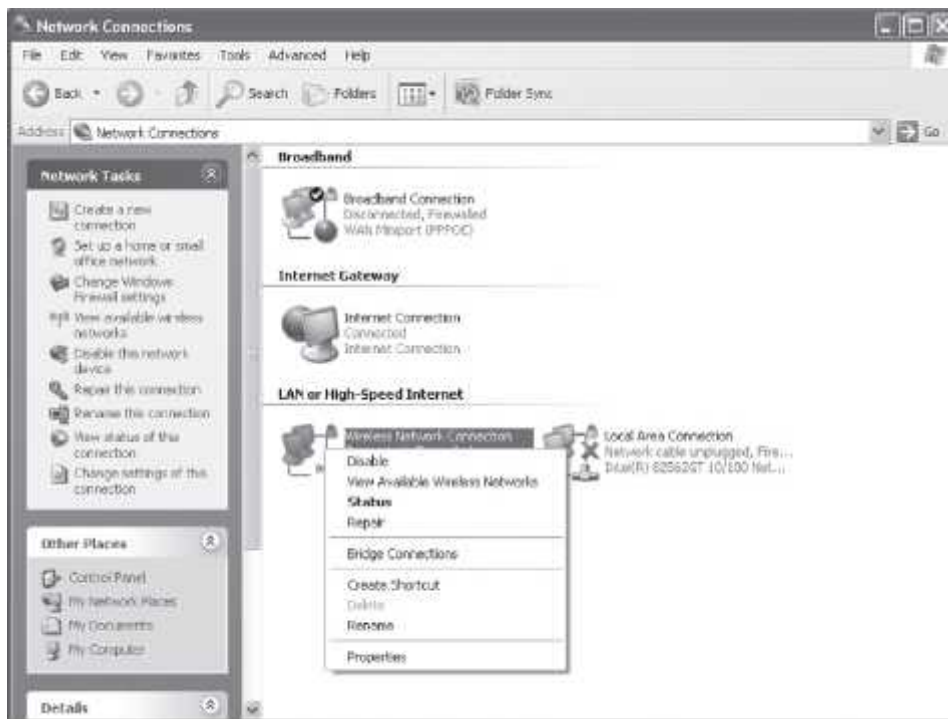 Network Connections
File Edit View Favorites Tools Advanced Help
Back Search Folders Folder Sync
Address Network Connections Go
Network Tasks
Create a new
connection
Set up a home or small
office network
Change Windows
Firewall settings
View available wireless
networks
Disable this network
device
Repair this connection
Rename this connection
View status of this
connection
Change settings of this
connection
Other Places
Control Panel
My Network Places
My Documents
My Computer
Details
Broadband
Broadband Connection
Disconnected, Firewalled
WAN Miniport (PPPOE)
Internet Gateway
Internet Connection
Connected
Internet Connection
LAN or High-Speed Internet
Wireless Network Connection
Local Area Connection
Network cable unplugged, Fire...
Intel(R) 82562GT 10/100 Net...
Disable
View Available Wireless Networks
Status
Repair
Bridge Connections
Create Shortcut
Delete
Rename
Properties